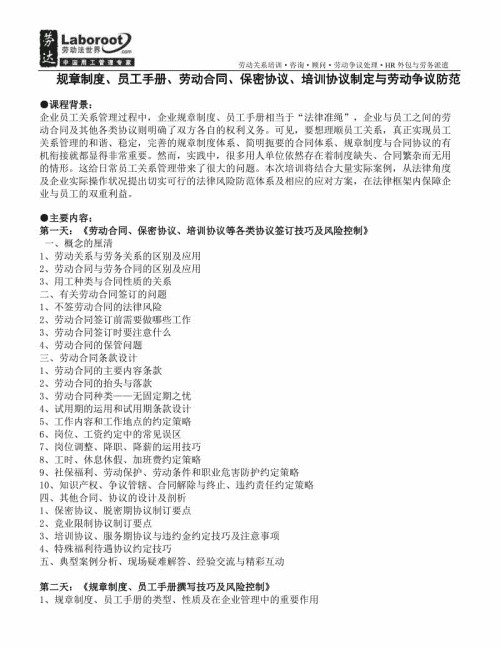 劳达
Laboroot
劳动法世界.com
中国用工管理专家
劳动关系培训·咨询·顾问·劳动争议处理·HR 外包与劳务派遣
规章制度、员工手册、劳动合同、保密协议、培训协议制定与劳动争议防范
●课程背景：
企业员工关系管理过程中，企业规章制度、员工手册相当于“法律准绳”，企业与员工之间的劳
动合同及其他各类协议则明确了双方各自的权利义务。可见，要想理顺员工关系，真正实现员工
关系管理的和谐、稳定，完善的规章制度体系、简明扼要的合同体系、规章制度与合同协议的有
机衔接就都显得非常重要。然而，实践中，很多用人单位依然存在着制度缺失、合同繁杂而无用
的情形。这给日常员工关系管理带来了很大的问题。本次培训将结合大量实际案例，从法律角度
及企业实际操作状况提出切实可行的法律风险防范体系及相应的应对方案，在法律框架内保障企
业与员工的双重利益。
●主要内容：
第一天：《劳动合同、保密协议、培训协议等各类协议签订技巧及风险控制》
一、概念的厘清
1、劳动关系与劳务关系的区别及应用
2、劳动合同与劳务合同的区别及应用
3、用工种类与合同性质的关系
二、有关劳动合同签订的问题
1、不签劳动合同的法律风险
2、劳动合同签订前需要做哪些工作
3、劳动合同签订时要注意什么
4、劳动合同的保管问题
三、劳动合同条款设计
1、劳动合同的主要内容条款
2、劳动合同的抬头与落款
3、劳动合同种类——无固定期之忧
4、试用期的运用和试用期条款设计
5、工作内容和工作地点的约定策略
6、岗位、工资约定中的常见误区
7、岗位调整、降职、降薪的运用技巧
8、工时、休息休假、加班费约定策略
9、社保福利、劳动保护、劳动条件和职业危害防护约定策略
10、知识产权、争议管辖、合同解除与终止、违约责任约定策略
四、其他合同、协议的设计及剖析
1、保密协议、脱密期协议制订要点
2、竞业限制协议制订要点
3、培训协议、服务期协议与违约金约定技巧及注意事项
4、特殊福利待遇协议约定技巧
五、典型案例分析、现场疑难解答、经验交流与精彩互动
第二天：《规章制度、员工手册撰写技巧及风险控制》
1、规章制度、员工手册的类型、性质及在企业管理中的重要作用